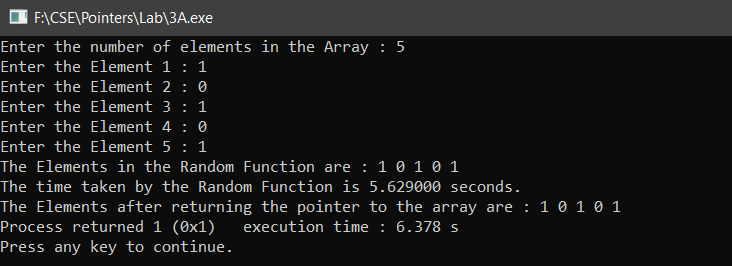 F:\CSE\Pointers\Lab\3A.exe
Enter the number of elements in the Array : 5
Enter the Element 1 : 1
Enter the Element 2 : 0
Enter the Element 3 : 1
Enter the Element 4 : 0
Enter the Element 5 : 1
The Elements in the Random Function are : 1 0 1 0 1
The time taken by the Random Function is 5.629000 seconds.
The Elements after returning the pointer to the array are : 1 0 1 0 1
Process returned 1 (0x1)   execution time : 6.378 s
Press any key to continue.